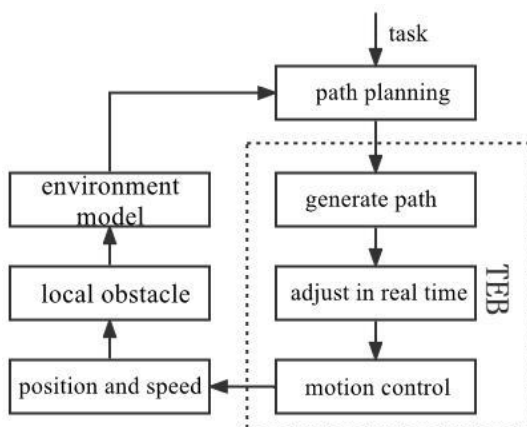 task
path planning
environment
model
generate path
local obstacle
adjust in real time
TEB
position and speed
motion control